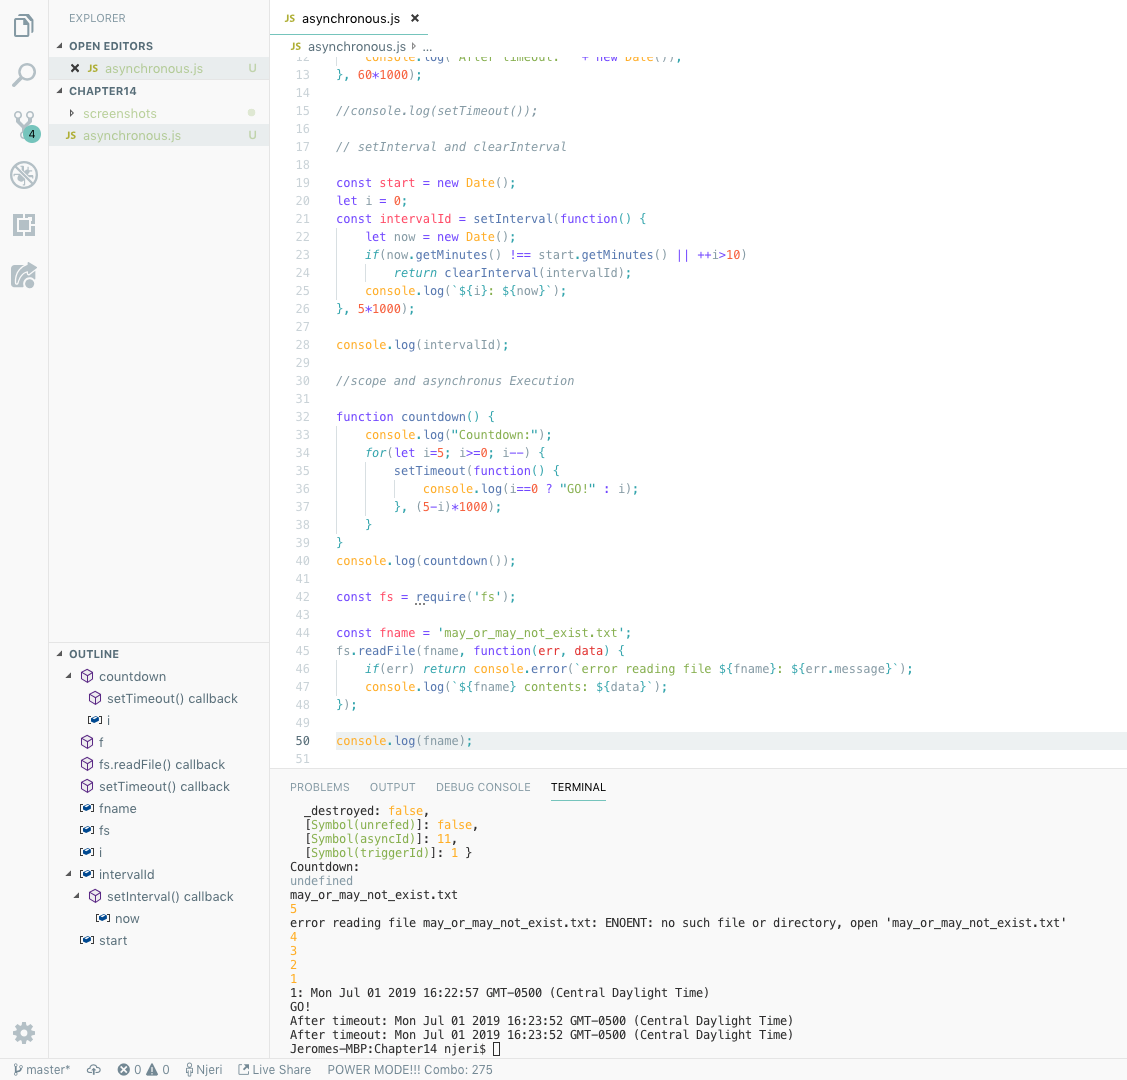 EXPLORER
OPEN EDITORS
JS asynchronous.js U
CHAPTER14
screenshots
JS asynchronous.js U
4
OUTLINE
countdown
setTimeout() callback
i
f
fs.readFile() callback
setTimeout() callback
fname
fs
i
intervalId
setInterval() callback
now
start
JS asynchronous.js
JS asynchronous.js ...
12 console.log("After timeout: " + new Date());
13 }, 60*1000);
14
15 //console.log(setTimeout());
16
17 // setInterval and clearInterval
18
19 const start = new Date();
20 let i = 0;
21 const intervalId = setInterval(function() {
22 let now = new Date();
23 if(now.getMinutes() !== start.getMinutes() || ++i>10)
24 return clearInterval(intervalId);
25 console.log(`${i}: ${now}`);
26 }, 5*1000);
27
28 console.log(intervalId);
29
30 //scope and asynchronus Execution
31
32 function countdown() {
33 console.log("Countdown:");
34 for(let i=5; i>=0; i--) {
35 setTimeout(function() {
36 console.log(i==0 ? "GO!" : i);
37 }, (5-i)*1000);
38 }
39 }
40 console.log(countdown());
41
42 const fs = require('fs');
43
44 const fname = 'may_or_may_not_exist.txt';
45 fs.readFile(fname, function(err, data) {
46 if(err) return console.error(`error reading file ${fname}: ${err.message}`);
47 console.log(`${fname} contents: ${data}`);
48 });
49
50 console.log(fname);
51
PROBLEMS OUTPUT DEBUG CONSOLE TERMINAL
_destroyed: false,
[Symbol(unrefed)]: false,
[Symbol(asyncId)]: 11,
[Symbol(triggerId)]: 1 }
Countdown:
undefined
may_or_may_not_exist.txt
5
error reading file may_or_may_not_exist.txt: ENOENT: no such file or directory, open 'may_or_may_not_exist.txt'
4
3
2
1
1: Mon Jul 01 2019 16:22:57 GMT-0500 (Central Daylight Time)
GO!
After timeout: Mon Jul 01 2019 16:23:52 GMT-0500 (Central Daylight Time)
After timeout: Mon Jul 01 2019 16:23:52 GMT-0500 (Central Daylight Time)
Jeromes-MBP:Chapter14 njeri$
master* 0 0 Njeri Live Share POWER MODE!!! Combo: 275